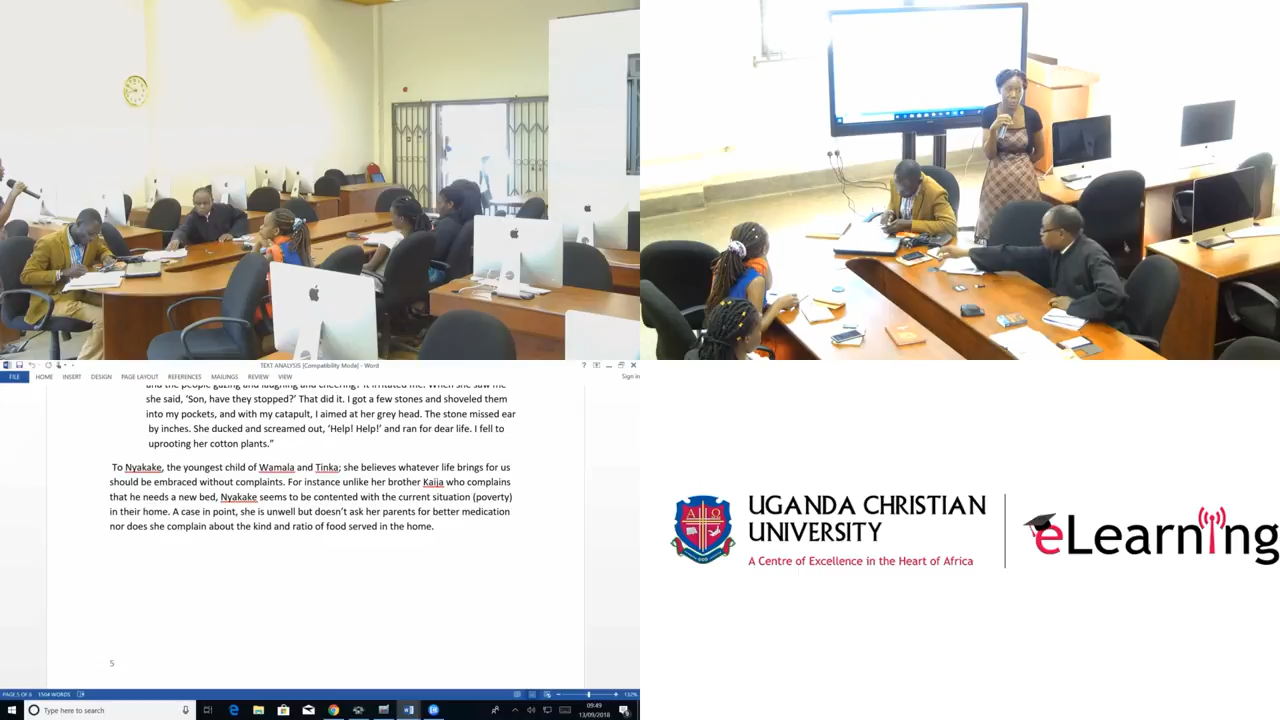 TEXT ANALYSIS [Compatibility Mode] - Word
Sign in
FILE HOME INSERT DESIGN PAGE LAYOUT REFERENCES MAILINGS REVIEW VIEW
and the people gazing and laughing and cheering? It irritated me. When she saw me
she said, 'Son, have they stopped?' That did it. I got a few stones and shoveled them
into my pockets, and with my catapult, I aimed at her grey head. The stone missed ear
by inches. She ducked and screamed out, 'Help! Help!' and ran for dear life. I fell to
uprooting her cotton plants."
To Nyakake, the youngest child of Wamala and Tinka; she believes whatever life brings for us
should be embraced without complaints. For instance unlike her brother Kaija who complains
that he needs a new bed, Nyakake seems to be contented with the current situation (poverty)
in their home. A case in point, she is unwell but doesn't ask her parents for better medication
nor does she complain about the kind and ratio of food served in the home.
5
PAGE 5 OF 6 1504 WORDS
132%
Type here to search
09:49
13/09/2018
UGANDA CHRISTIAN
UNIVERSITY
A Centre of Excellence in the Heart of Africa
eLearning